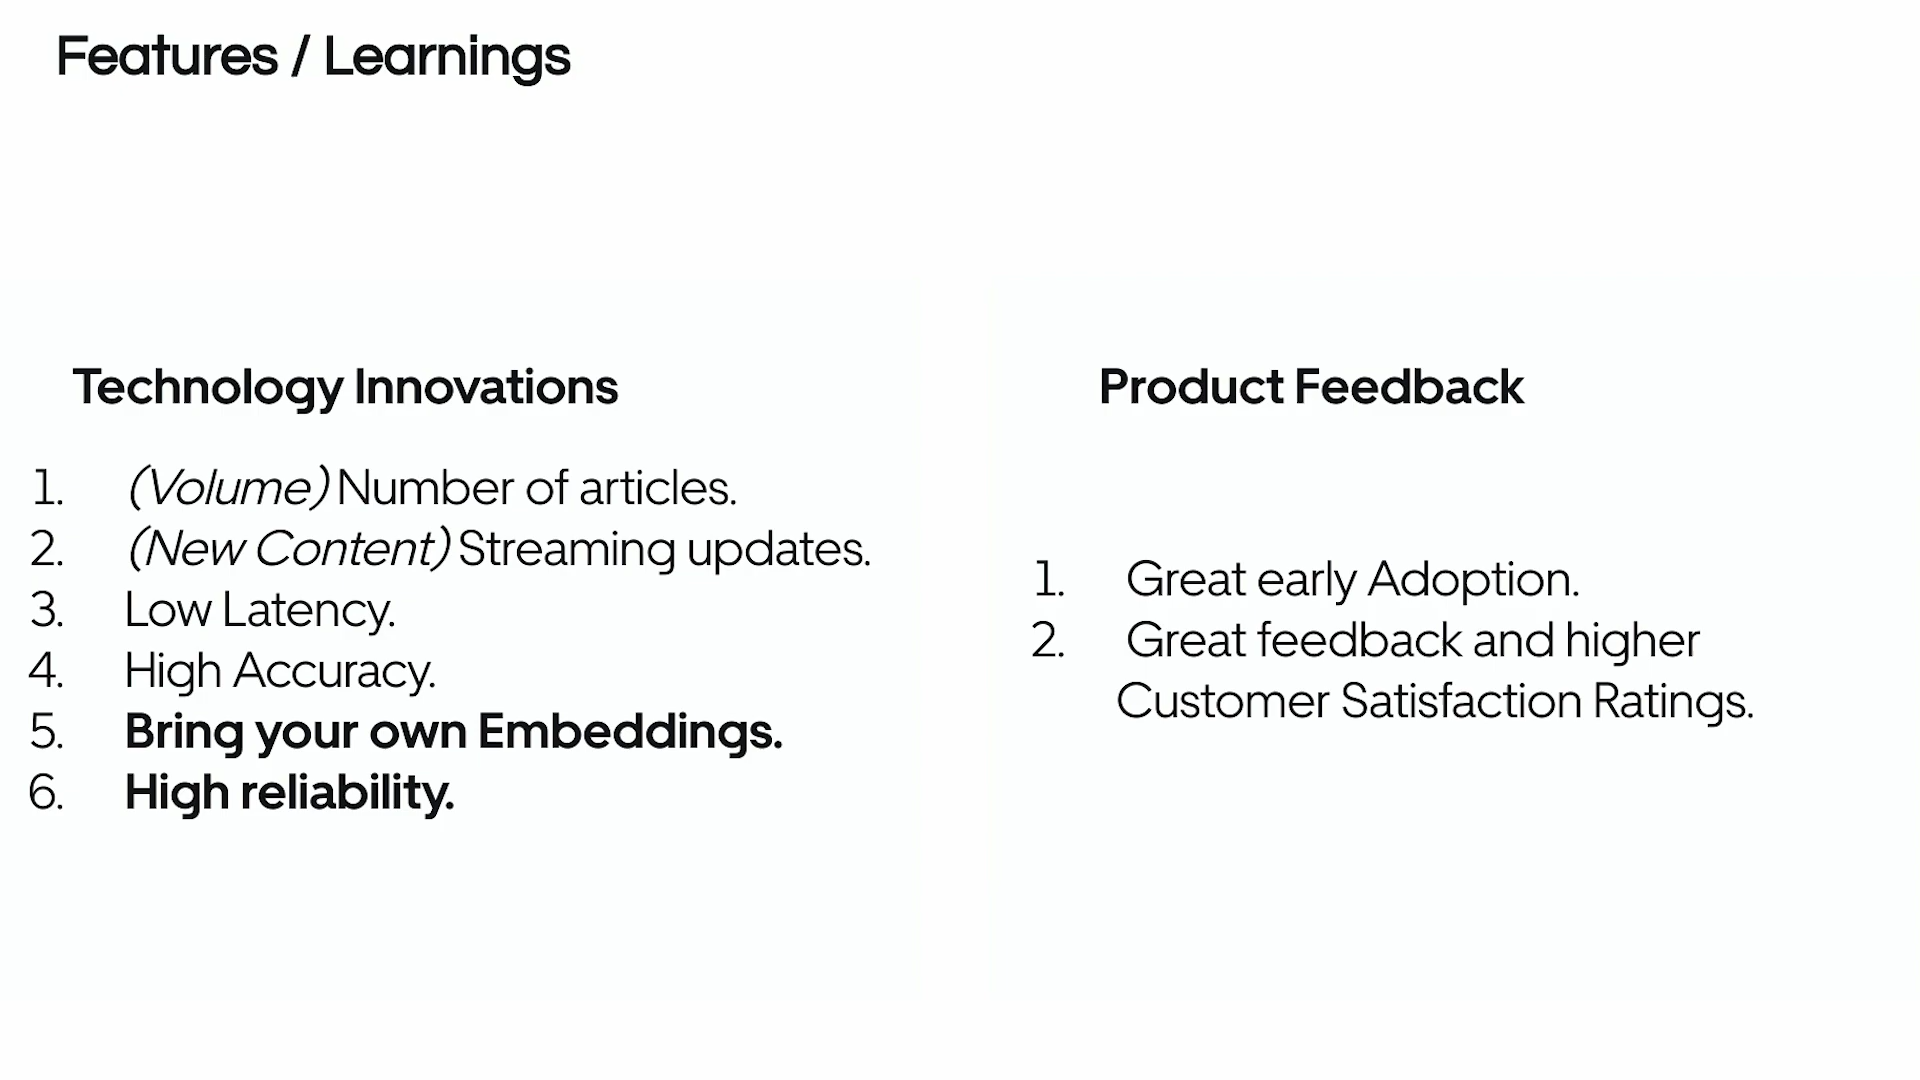 Features / Learnings
Technology Innovations
1. (Volume) Number of articles.
2. (New Content) Streaming updates.
3. Low Latency.
4. High Accuracy.
5. Bring your own Embeddings.
6. High reliability.
Product Feedback
1. Great early Adoption.
2. Great feedback and higher
Customer Satisfaction Ratings.